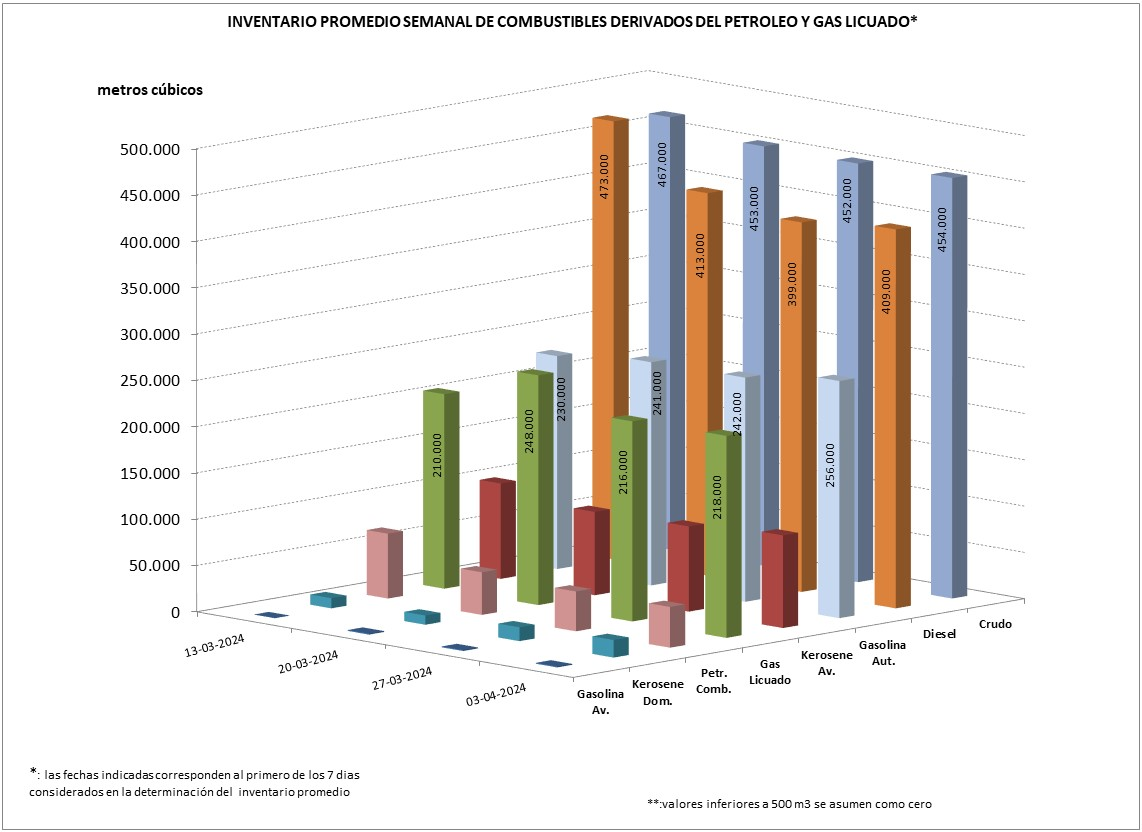 INVENTARIO PROMEDIO SEMANAL DE COMBUSTIBLES DERIVADOS DEL PETROLEO Y GAS LICUADO*
metros cúbicos
500.000
450.000
400.000
350.000
300.000
250.000
200.000
150.000
100.000
50.000
0
473.000
467.000
413.000
453.000
399.000
452.000
409.000
454.000
210.000
230.000
248.000
241.000
216.000
242.000
218.000
256.000
13-03-2024
20-03-2024
27-03-2024
03-04-2024
Gasolina
Av.
Kerosene
Dom.
Petr.
Comb.
Gas
Licuado
Kerosene
Av.
Gasolina
Aut.
Diesel
Crudo
*: las fechas indicadas corresponden al primero de los 7 dias
considerados en la determinación del inventario promedio
**:valores inferiores a 500 m3 se asumen como cero